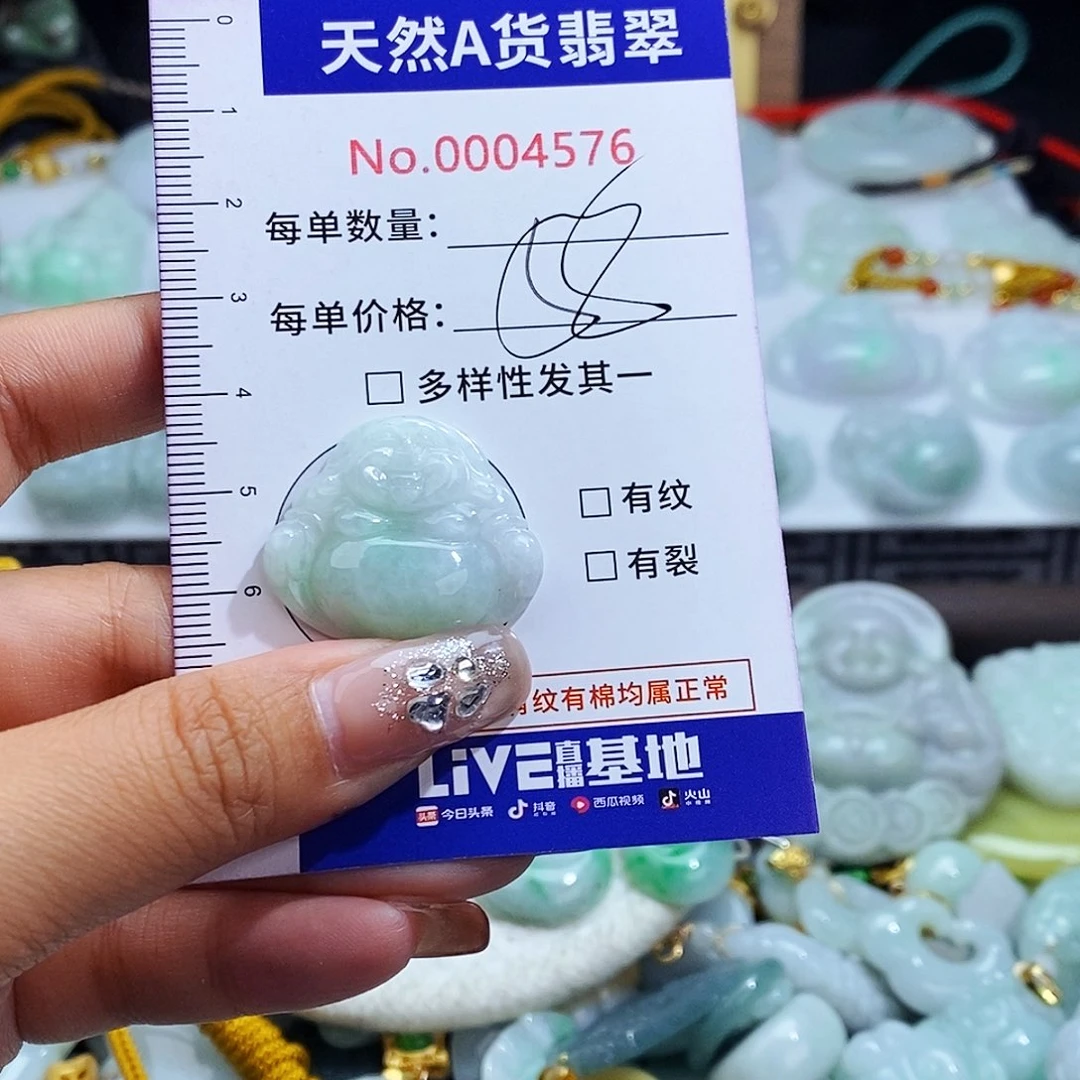 天然A货翡翠
No.0004576
每单数量：
每单价格：
多样性发其一
有纹
有裂
有纹有棉均属正常
LiVE直播基地
头条 今日头条 抖音 西瓜视频 火山
0
1
2
3
4
5
6